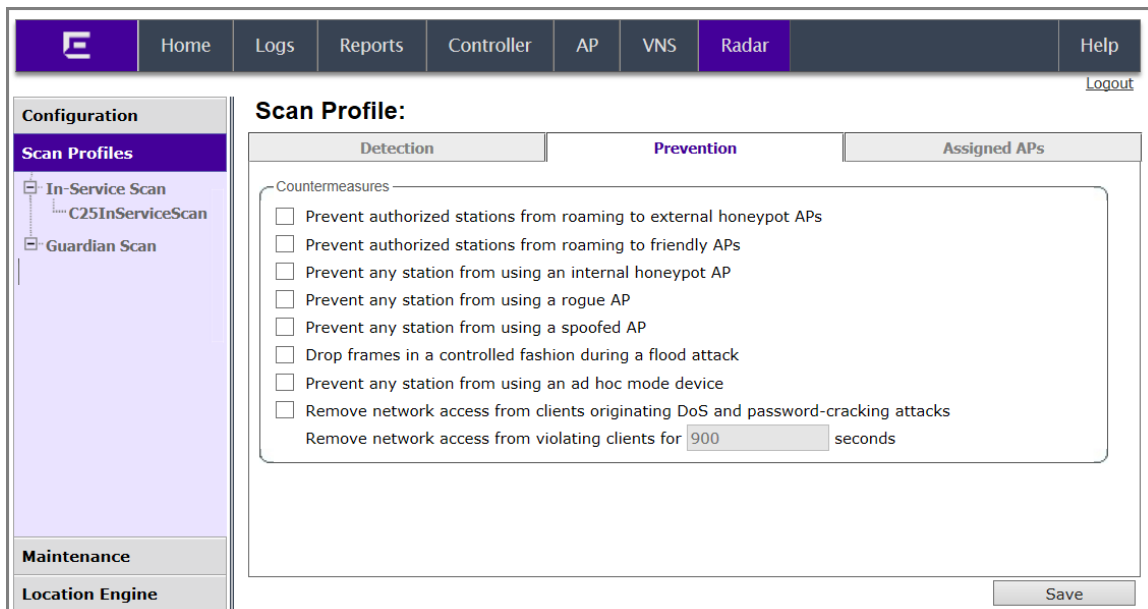 Home Logs Reports Controller AP VNS Radar Help
Logout
Configuration
Scan Profiles
In-Service Scan
C25InServiceScan
Guardian Scan
Maintenance
Location Engine
Scan Profile:
Detection Prevention Assigned APs
Countermeasures
Prevent authorized stations from roaming to external honeypot APs
Prevent authorized stations from roaming to friendly APs
Prevent any station from using an internal honeypot AP
Prevent any station from using a rogue AP
Prevent any station from using a spoofed AP
Drop frames in a controlled fashion during a flood attack
Prevent any station from using an ad hoc mode device
Remove network access from clients originating DoS and password-cracking attacks
Remove network access from violating clients for 900 seconds
Save